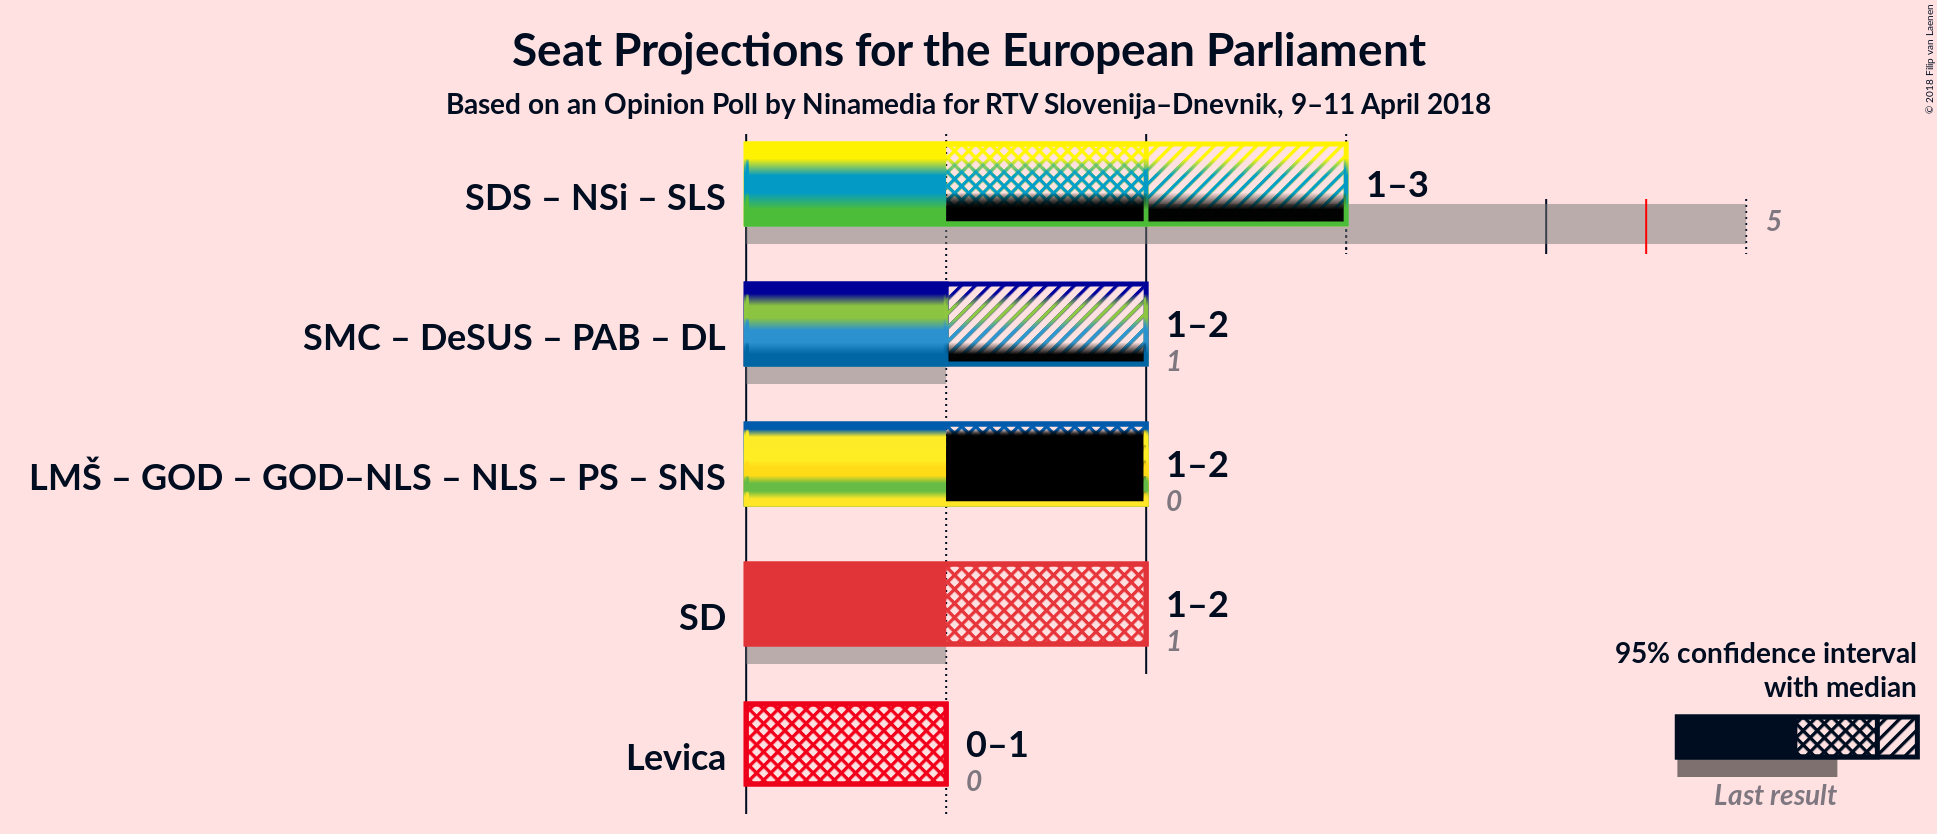 Seat Projections for the European Parliament
Based on an Opinion Poll by Ninamedia for RTV Slovenija–Dnevnik, 9–11 April 2018
© 2018 Filip van Laenen
SDS – NSi – SLS
1–3
5
SMC – DeSUS – PAB – DL
1–2
1
LMŠ – GOD – GOD–NLS – NLS – PS – SNS
1–2
0
SD
1–2
1
Levica
0–1
0
95% confidence interval
with median
Last result